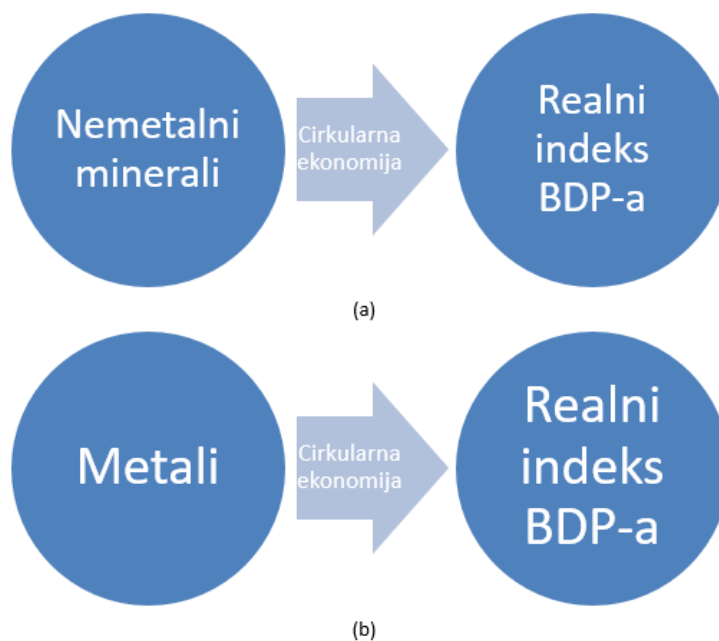 Nemetalni
minerali
Cirkularna
ekonomija
Realni
indeks
BDP-a
(a)
Metali
Cirkularna
ekonomija
Realni
indeks
BDP-a
(b)